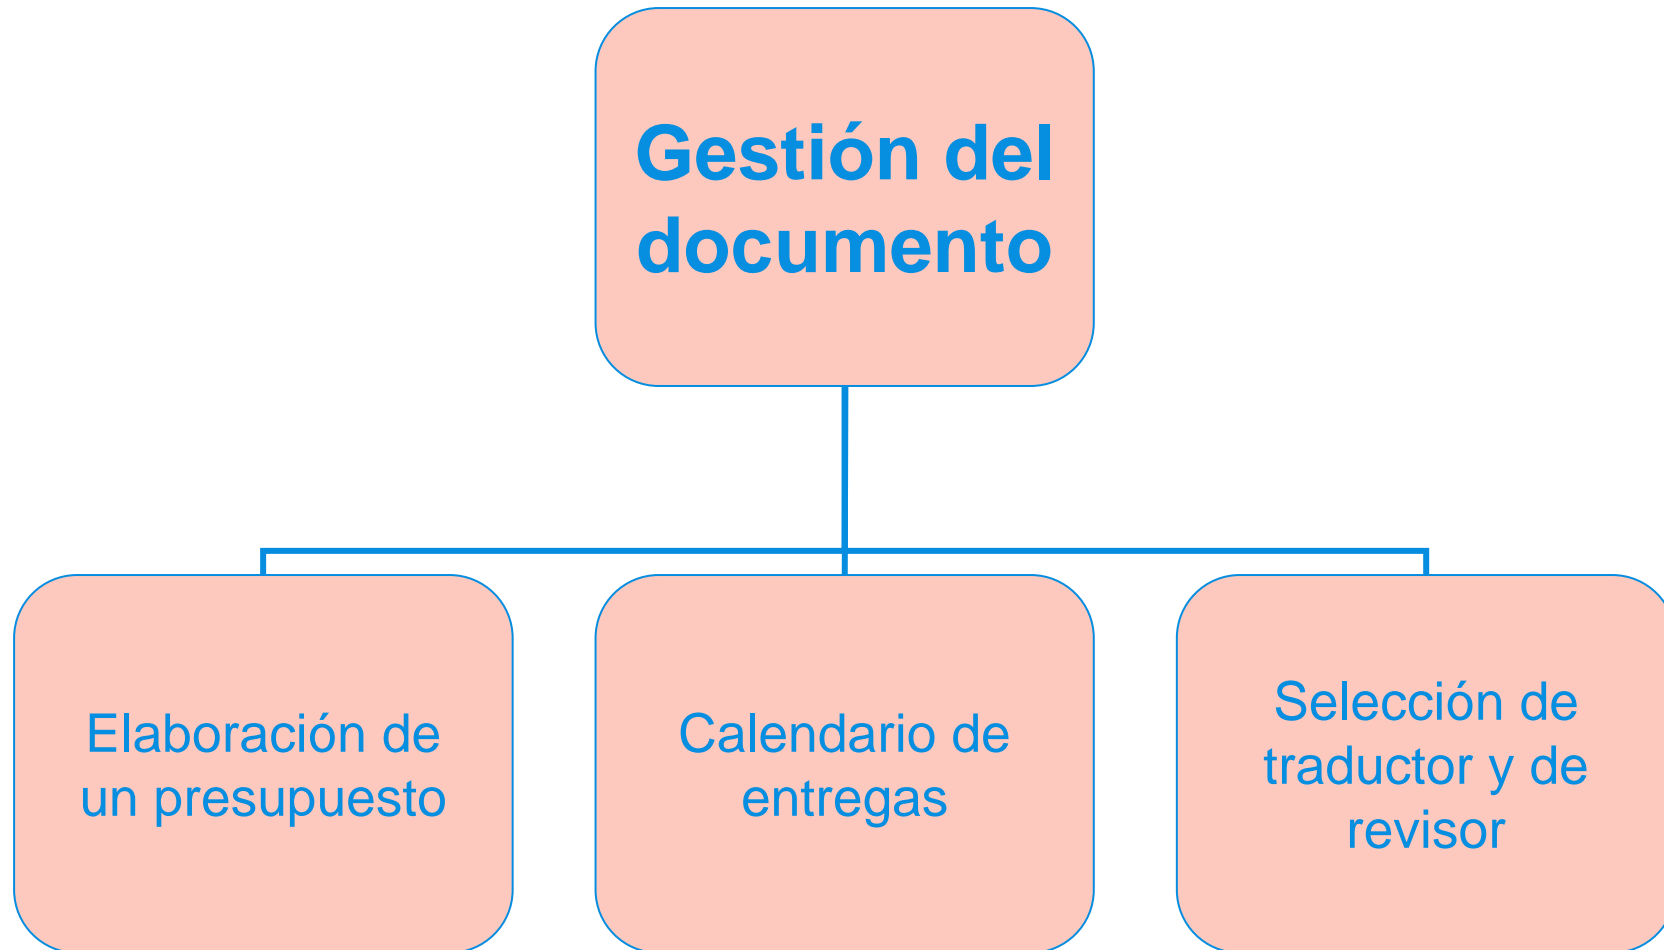 Gestión del
documento
Elaboración de
un presupuesto
Calendario de
entregas
Selección de
traductor y de
revisor